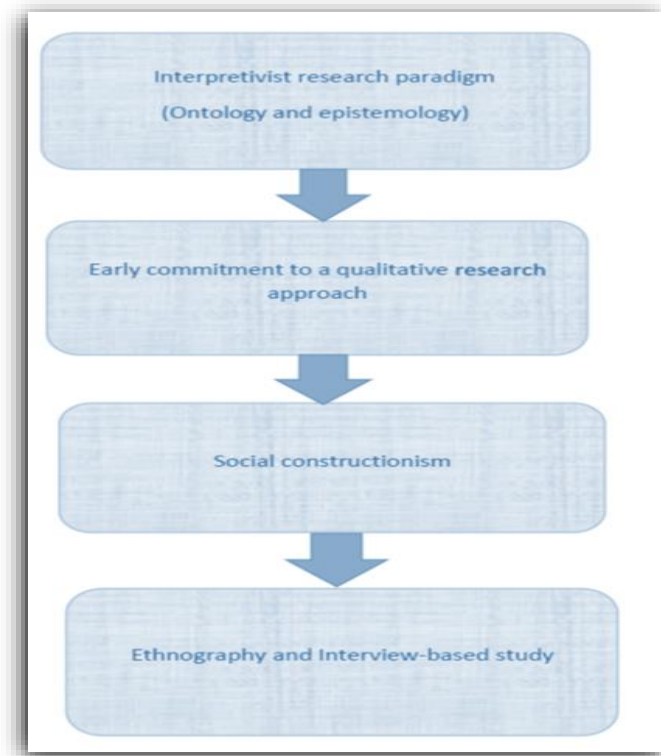 Interpretivist research paradigm
(Ontology and epistemology)
Early commitment to a qualitative research
approach
Social constructionism
Ethnography and Interview-based study